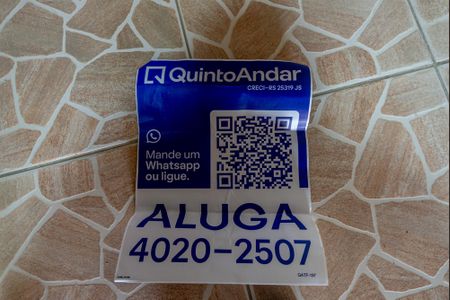 QuintoAndar
CRECI-RS 25319 JS
Mande um
Whatsapp
ou ligue.
ALUGA
4020-2507